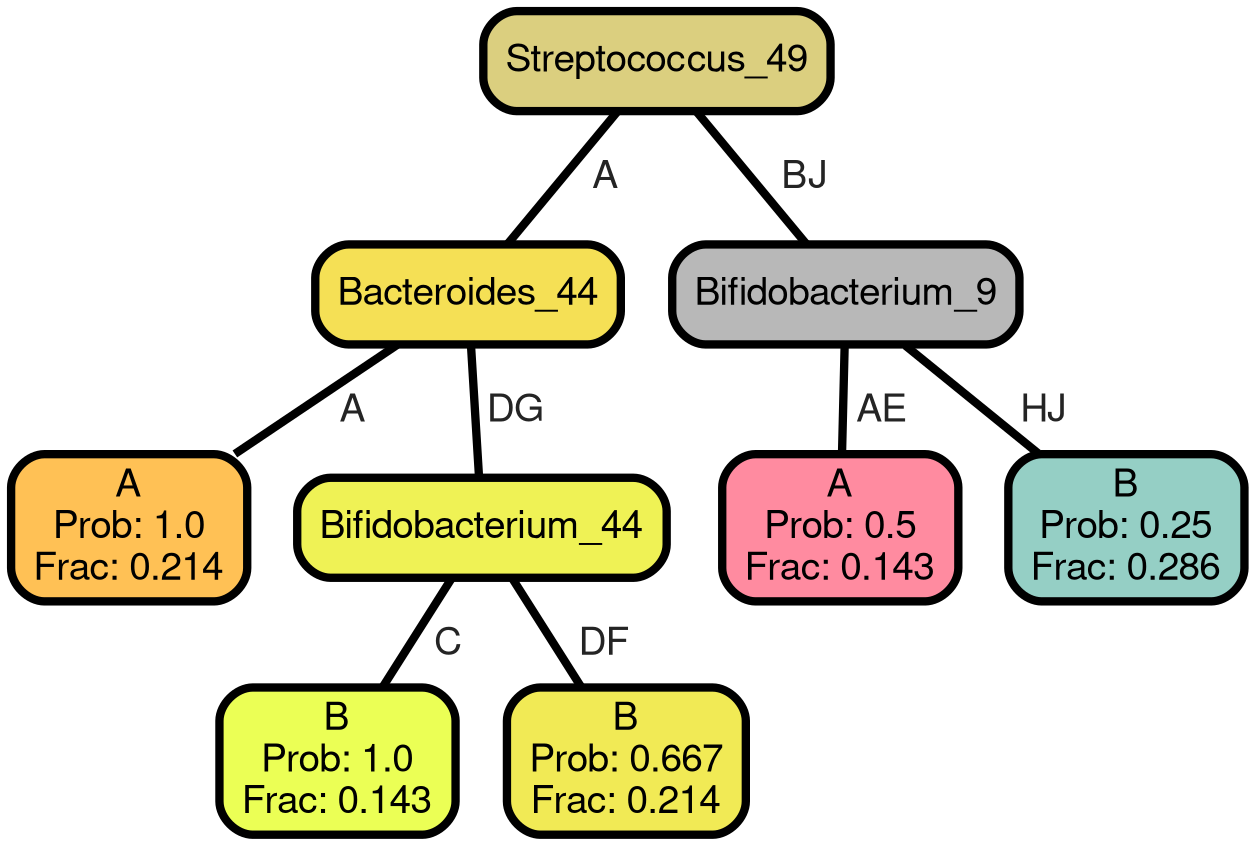 Streptococcus_49
A
BJ
Bacteroides_44
Bifidobacterium_9
A
DG
AE
HJ
A
Prob: 1.0
Frac: 0.214
Bifidobacterium_44
A
Prob: 0.5
Frac: 0.143
B
Prob: 0.25
Frac: 0.286
C
DF
B
Prob: 1.0
Frac: 0.143
B
Prob: 0.667
Frac: 0.214